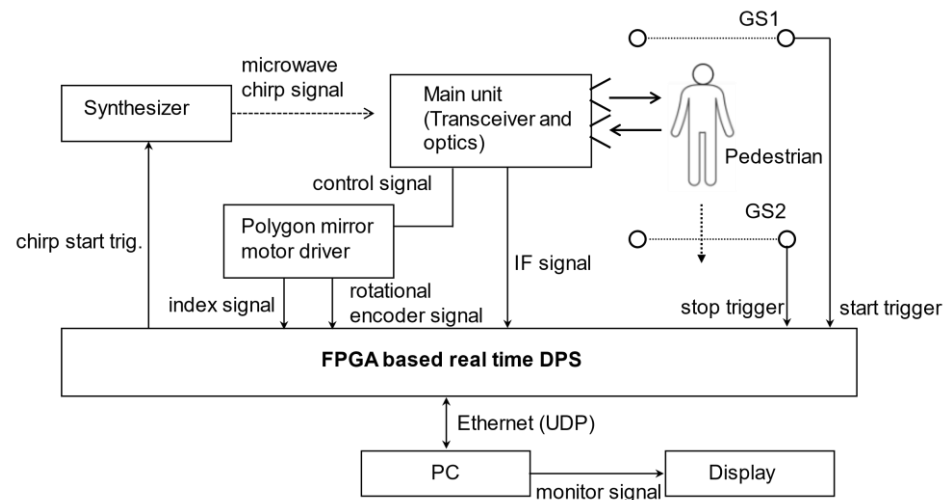 GS1
microwave
chirp signal
Synthesizer
Main unit
(Transceiver and
optics)
Pedestrian
control signal
GS2
Polygon mirror
motor driver
chirp start trig.
IF signal
index signal
rotational
encoder signal
stop trigger
start trigger
FPGA based real time DPS
Ethernet (UDP)
PC
monitor signal
Display